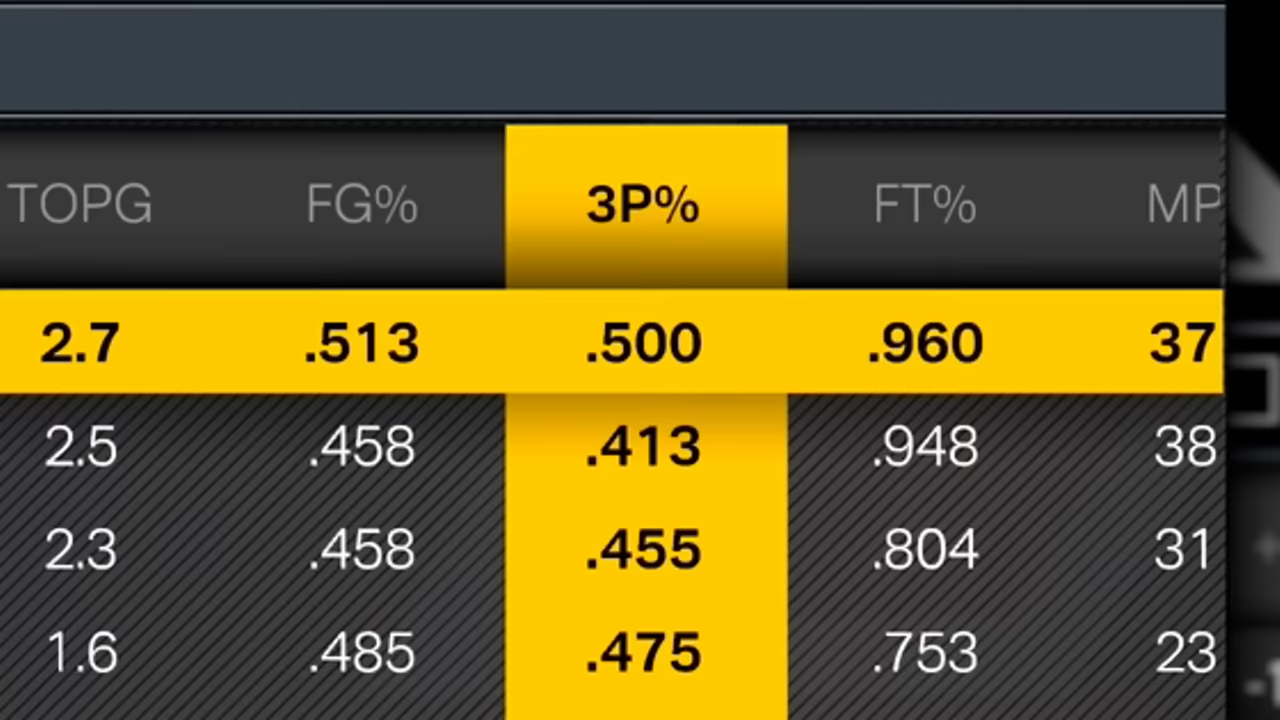 TOPG FG% 3P% FT% MP
2.7 .513 .500 .960 37
2.5 .458 .413 .948 38
2.3 .458 .455 .804 31
1.6 .485 .475 .753 23